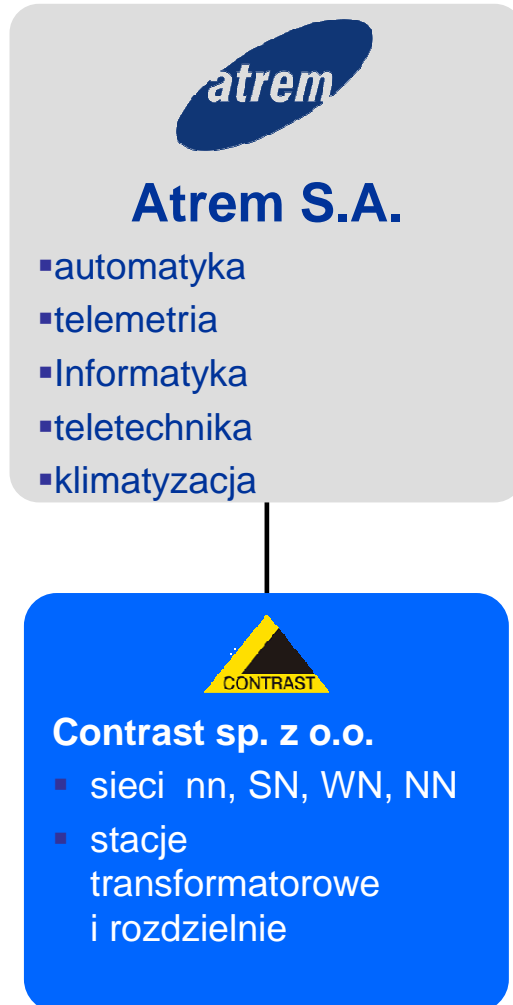 atrem
Atrem S.A.
▪automatyka
▪telemetria
▪Informatyka
▪teletechnika
▪klimatyzacja
CONTRAST
Contrast sp. z o.o.
▪ sieci nn, SN, WN, NN
▪ stacje
transformatorowe
i rozdzielnie